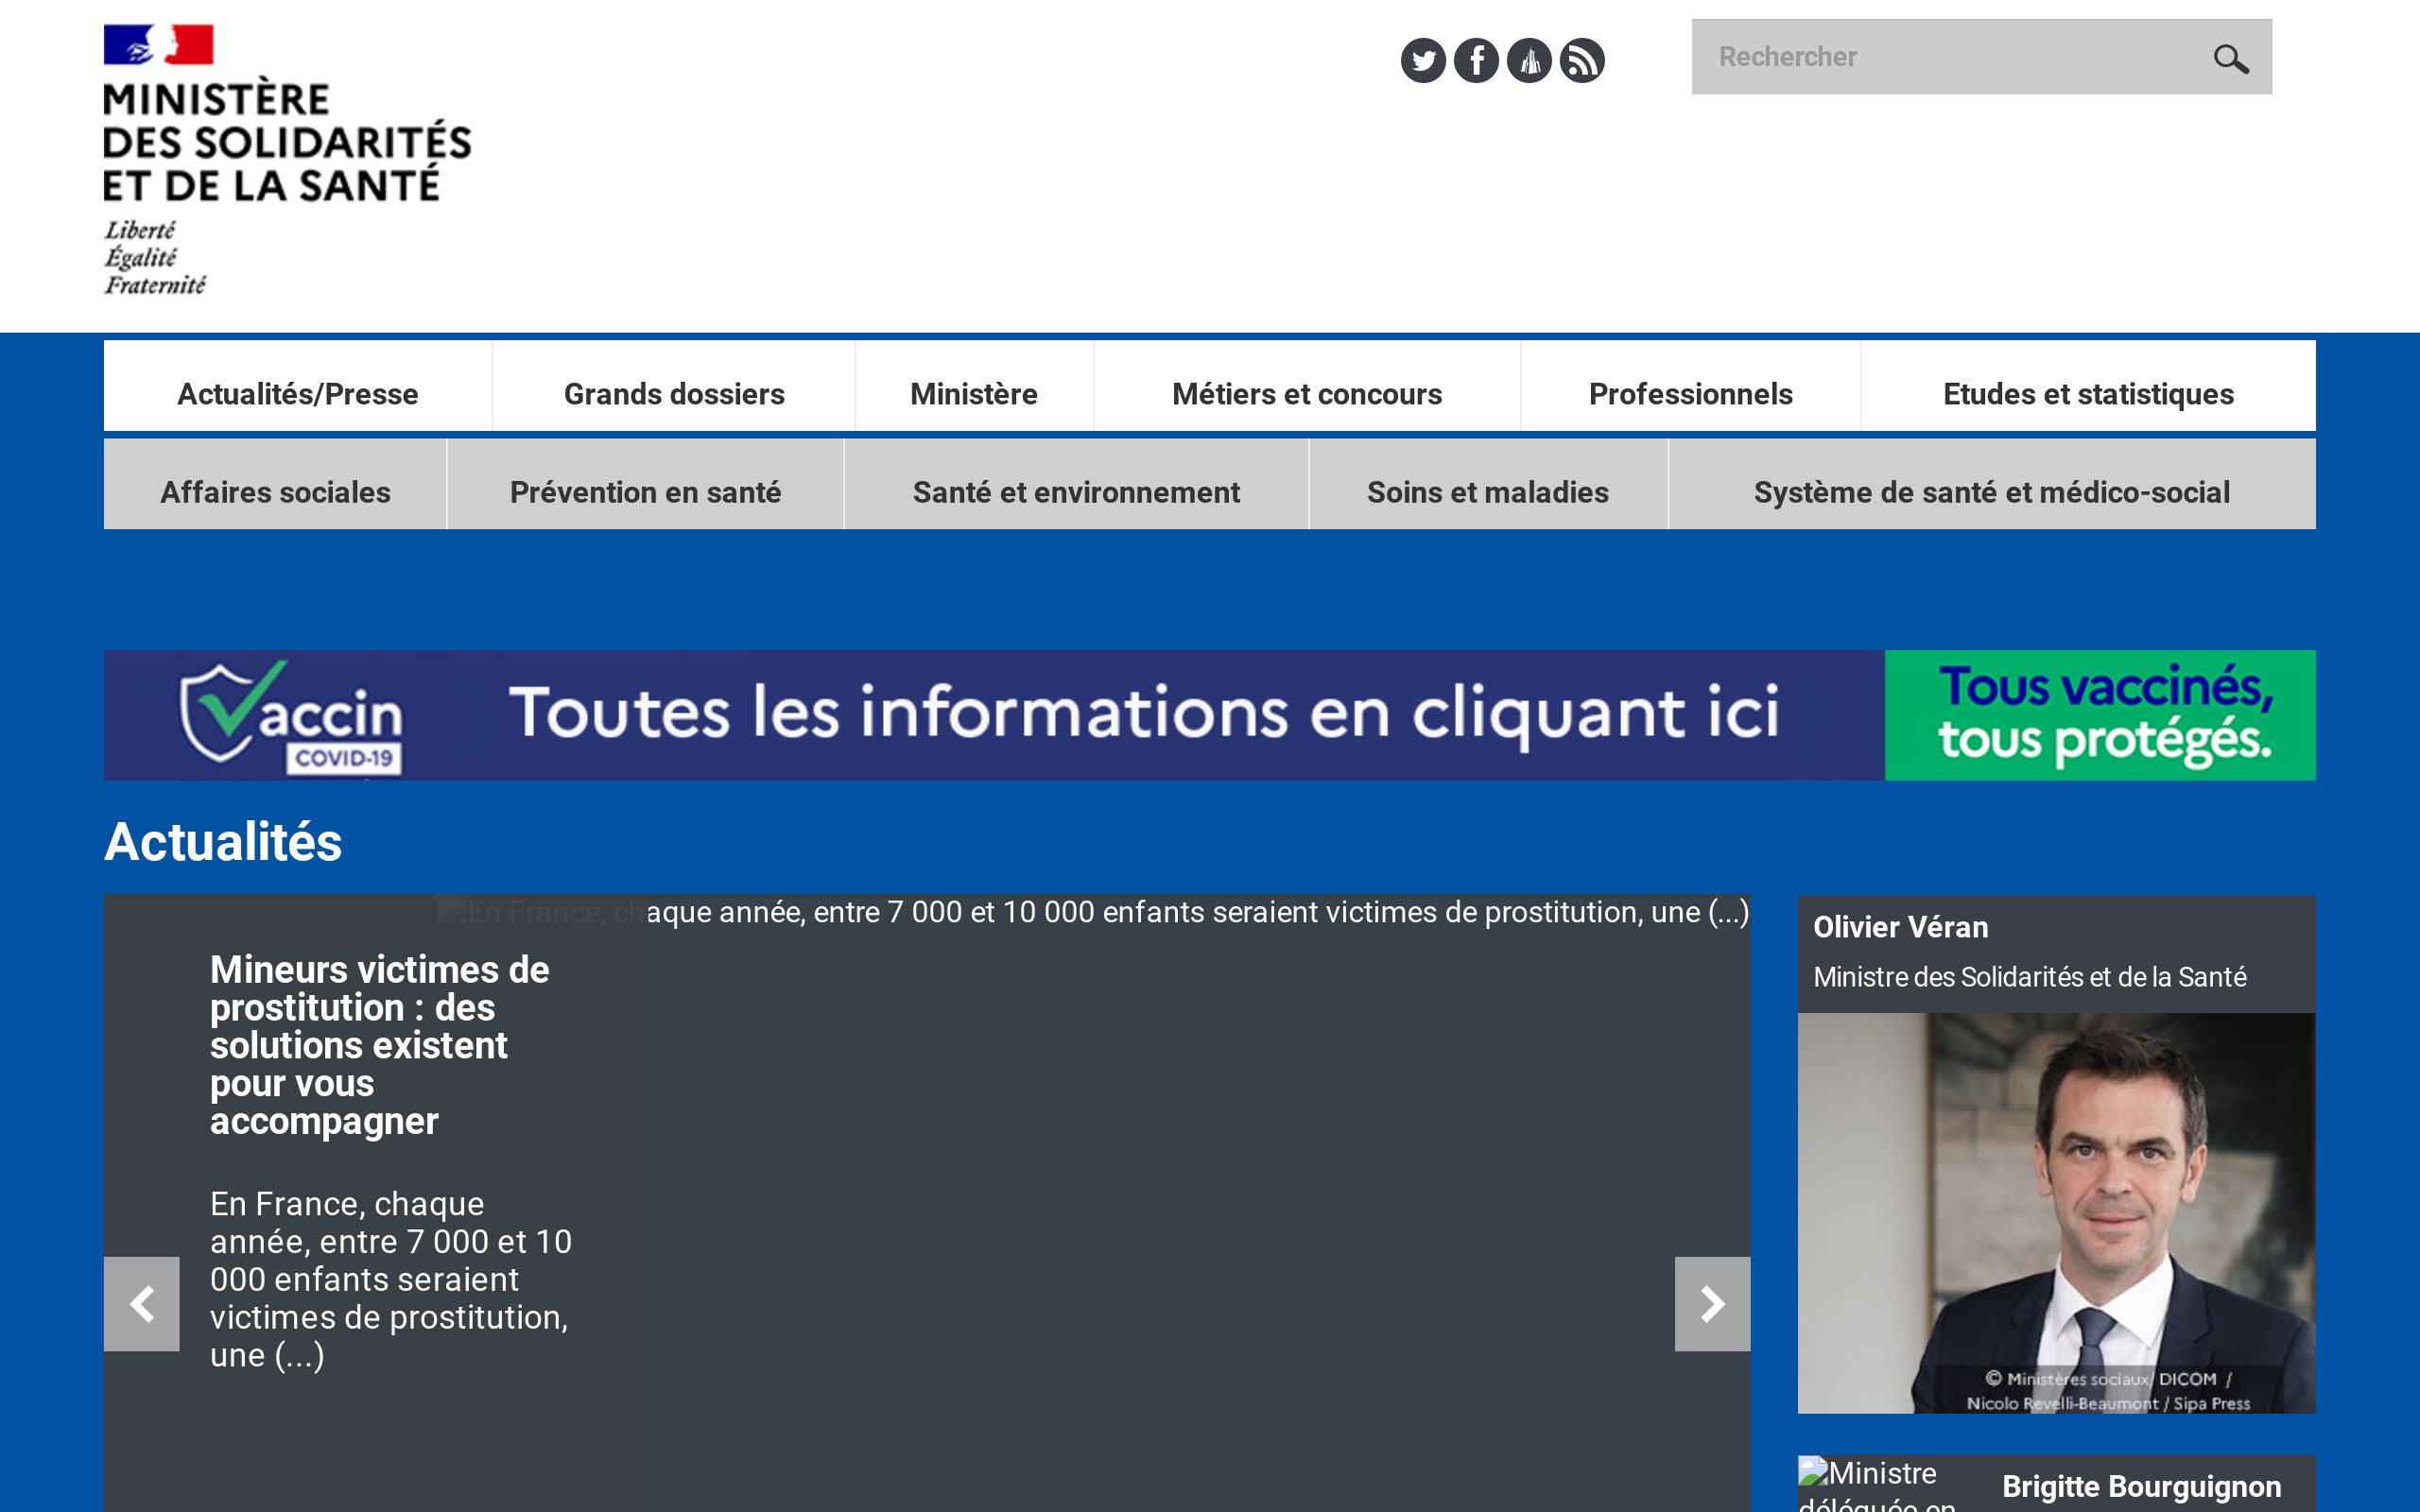 MINISTÈRE
DES SOLIDARITÉS
ET DE LA SANTÉ
Liberté
Égalité
Fraternité
Rechercher
Actualités/Presse
Grands dossiers
Ministère
Métiers et concours
Professionnels
Etudes et statistiques
Affaires sociales
Prévention en santé
Santé et environnement
Soins et maladies
Système de santé et médico-social
Vaccin
COVID-19
Toutes les informations en cliquant ici
Tous vaccinés,
tous protégés.
Actualités
En France, chaque année, entre 7 000 et 10 000 enfants seraient victimes de prostitution, une (...)
Mineurs victimes de
prostitution : des
solutions existent
pour vous
accompagner
En France, chaque
année, entre 7 000 et 10
000 enfants seraient
victimes de prostitution,
une (...)
Olivier Véran
Ministre des Solidarités et de la Santé
© Ministères sociaux/ DICOM /
Nicolo Revelli-Beaumont / Sipa Press
Ministre
déléguée en
Brigitte Bourguignon